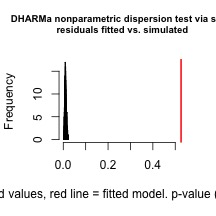 DHARMa nonparametric dispersion test via s
residuals fitted vs. simulated
Frequency
0 5 10
0.0 0.2 0.4
d values, red line = fitted model. p-value (